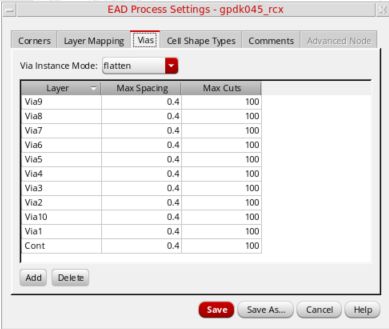 EAD Process Settings - gpdk045_rcx
Corners Layer Mapping Vias Cell Shape Types Comments Advanced Node
Via Instance Mode: flatten
Layer Max Spacing Max Cuts
Via9 0.4 100
Via8 0.4 100
Via7 0.4 100
Via6 0.4 100
Via5 0.4 100
Via4 0.4 100
Via3 0.4 100
Via2 0.4 100
Via10 0.4 100
Via1 0.4 100
Cont 0.4 100
Add Delete
Save Save As... Cancel Help